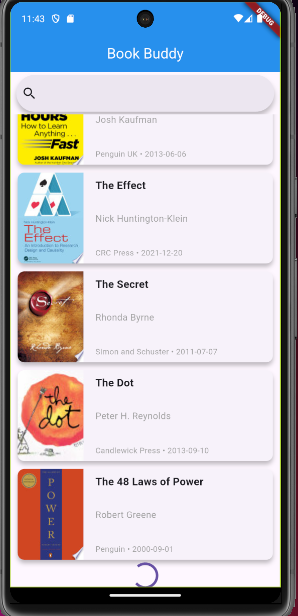 11:43
DEBUG
Book Buddy
HOURS
How to Learn
Anything...
Fast
JOSH KAUFMAN
Josh Kaufman
Penguin UK • 2013-06-06
The Effect
The
Effect
Nick Huntington-Klein
CRC Press • 2021-12-20
The Secret
Secret
Rhonda Byrne
Rhonda Byrne
Simon and Schuster • 2011-07-07
The Dot
the
dot
Peter H. Reynolds
Candlewick Press • 2013-09-10
The 48 Laws of Power
POWER
Robert Greene
Penguin • 2000-09-01